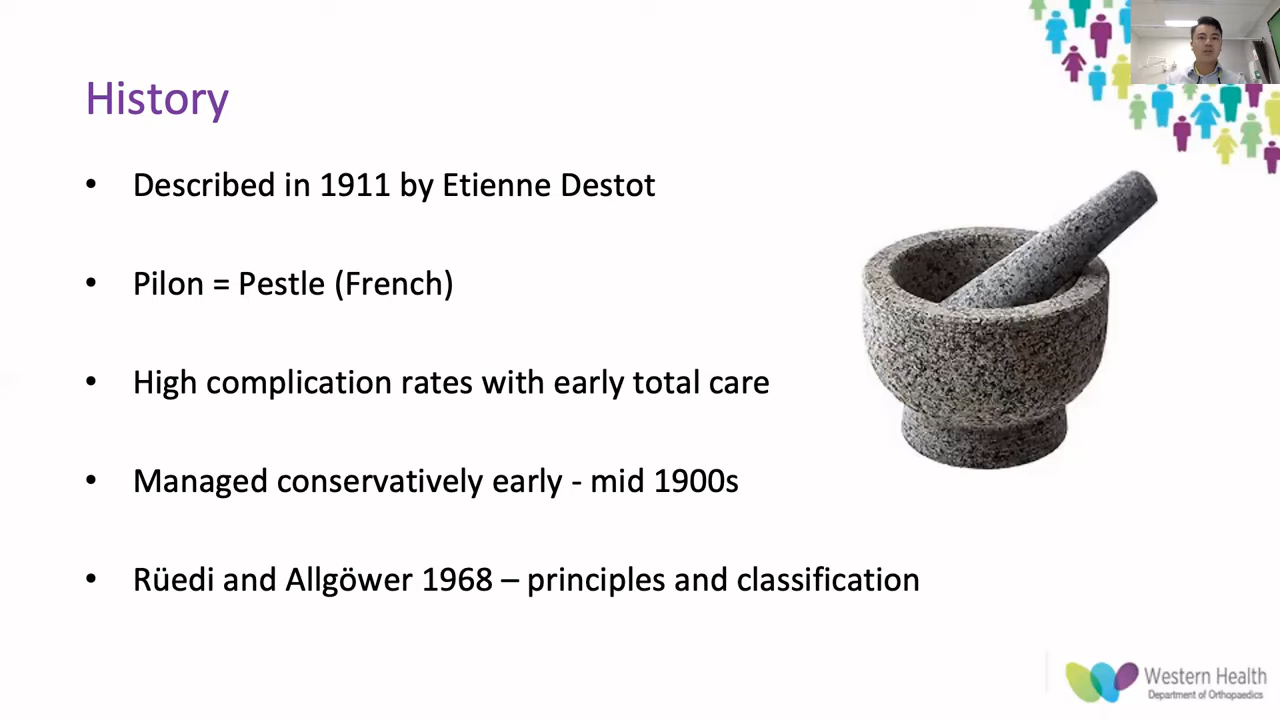 History
• Described in 1911 by Etienne Destot
• Pilon = Pestle (French)
• High complication rates with early total care
• Managed conservatively early - mid 1900s
• Rüedi and Allgöwer 1968 – principles and classification
Western Health
Department of Orthopaedics